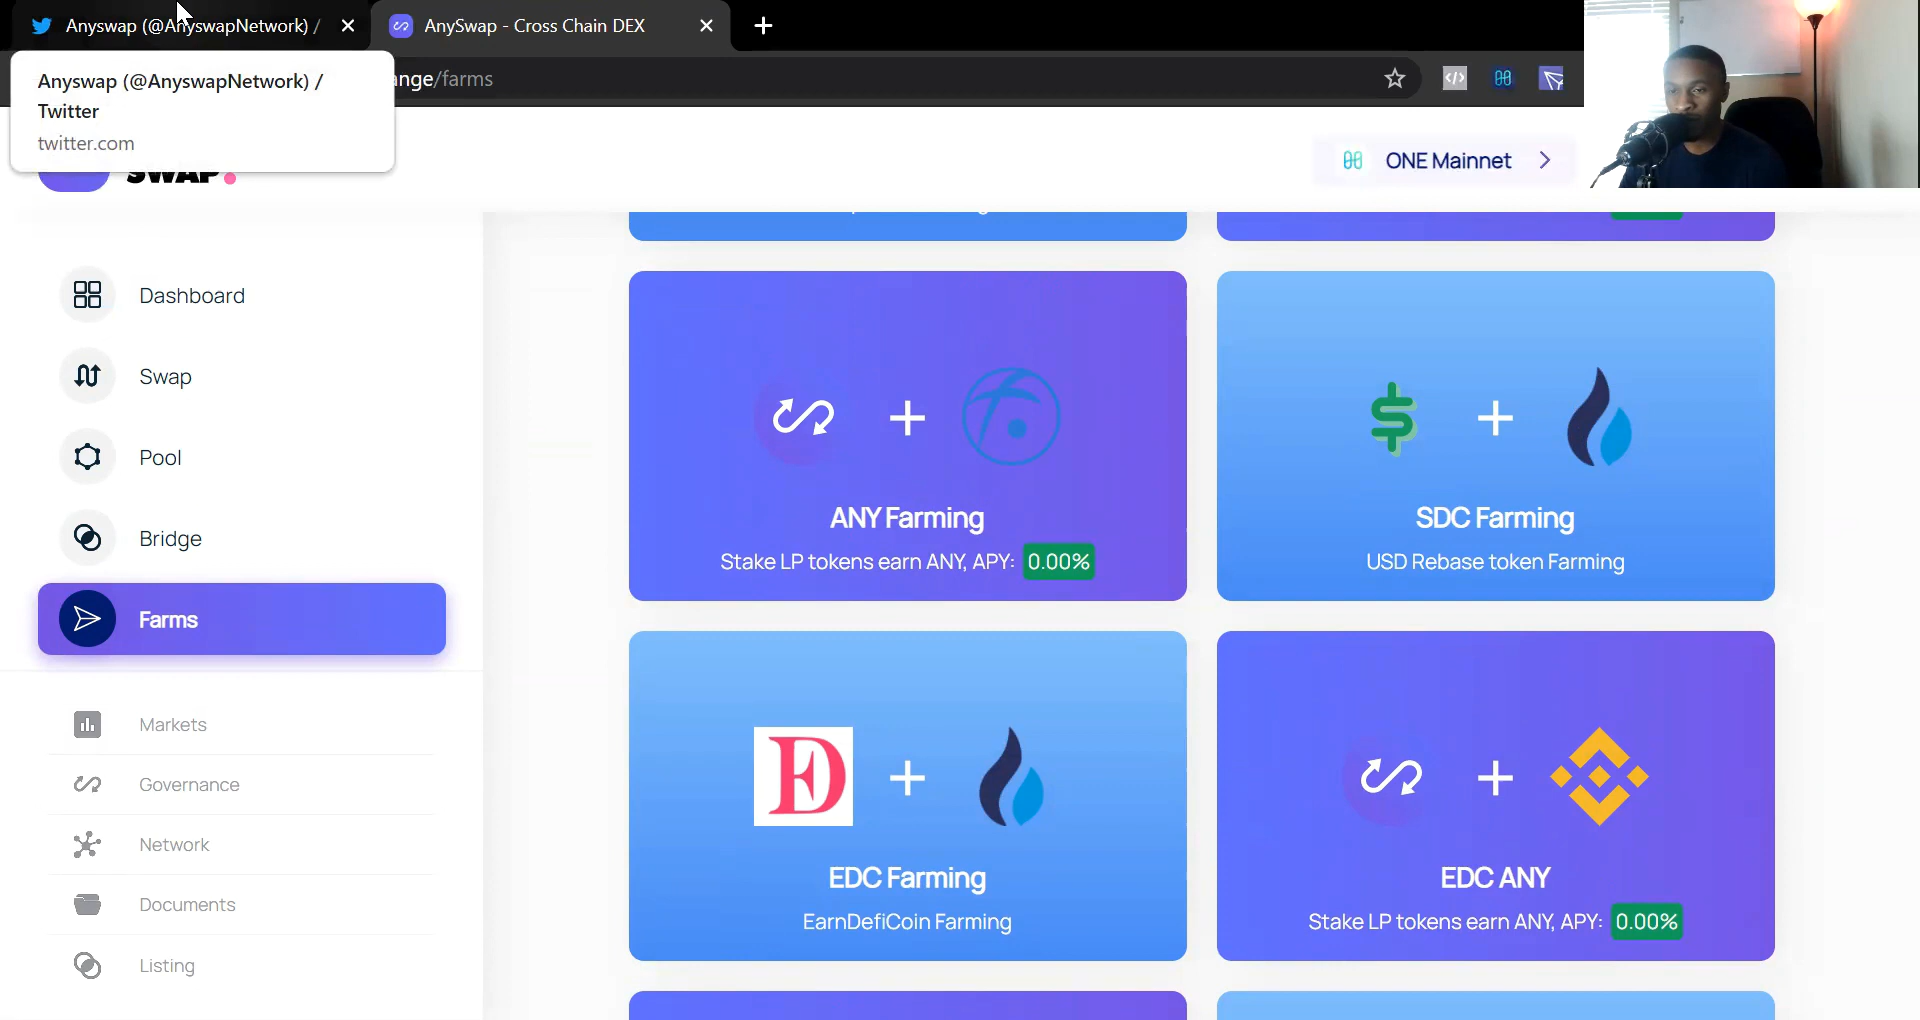 Anyswap (@AnyswapNetwork) /
AnySwap - Cross Chain DEX
Anyswap (@AnyswapNetwork) /
Twitter
twitter.com
ange/farms
SWAP
ONE Mainnet
Dashboard
Swap
Pool
Bridge
Farms
Markets
Governance
Network
Documents
Listing
ANY Farming
Stake LP tokens earn ANY, APY: 0.00%
SDC Farming
USD Rebase token Farming
EDC Farming
EarnDefiCoin Farming
EDC ANY
Stake LP tokens earn ANY, APY: 0.00%